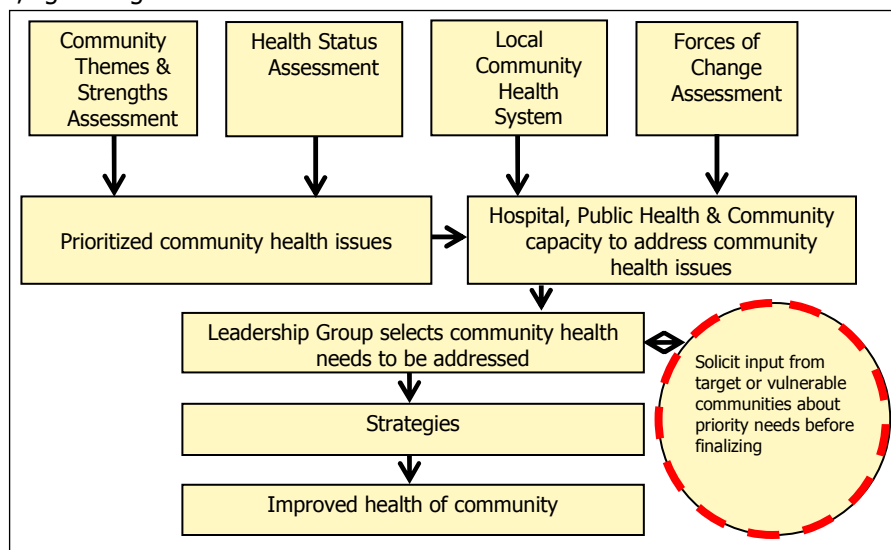 Community
Themes &
Strengths
Assessment
Health Status
Assessment
Local
Community
Health
System
Forces of
Change
Assessment
Prioritized community health issues
Hospital, Public Health & Community
capacity to address community
health issues
Leadership Group selects community health
needs to be addressed
Solicit input from
target or vulnerable
communities about
priority needs before
finalizing
Strategies
Improved health of community